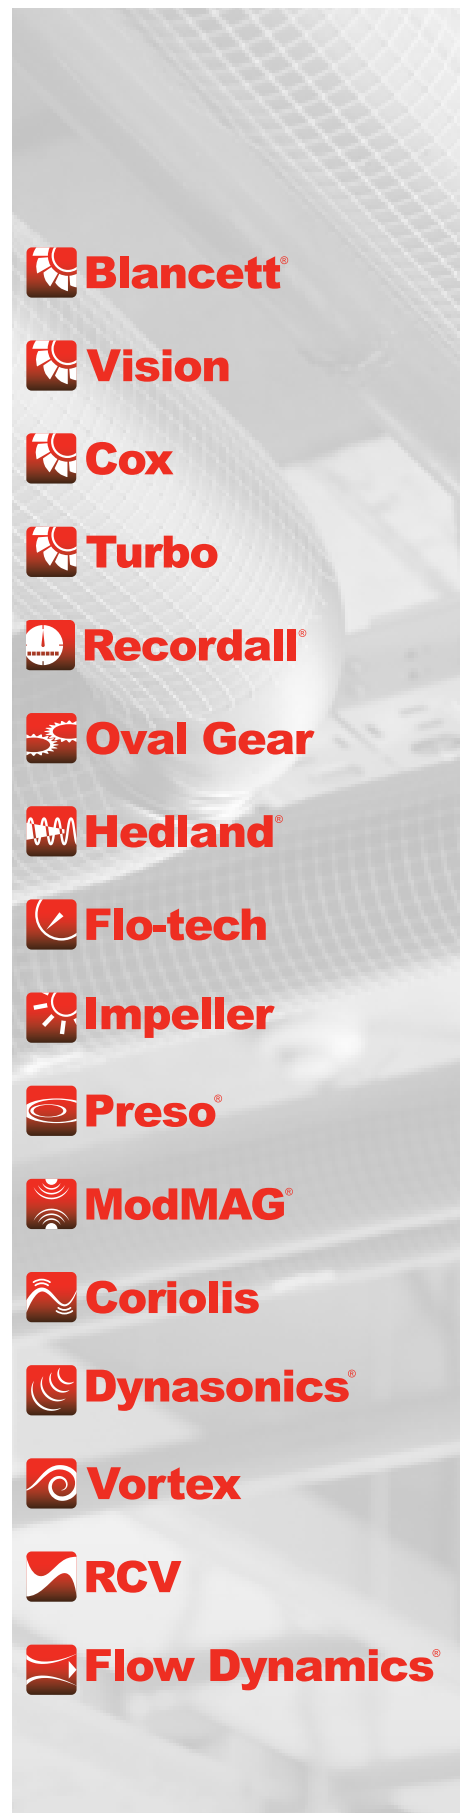 Blancett®
Vision
Cox
Turbo
Recordall®
Oval Gear
Hedland®
Flo-tech
Impeller
Preso®
ModMAG®
Coriolis
Dynasonics®
Vortex
RCV
Flow Dynamics®